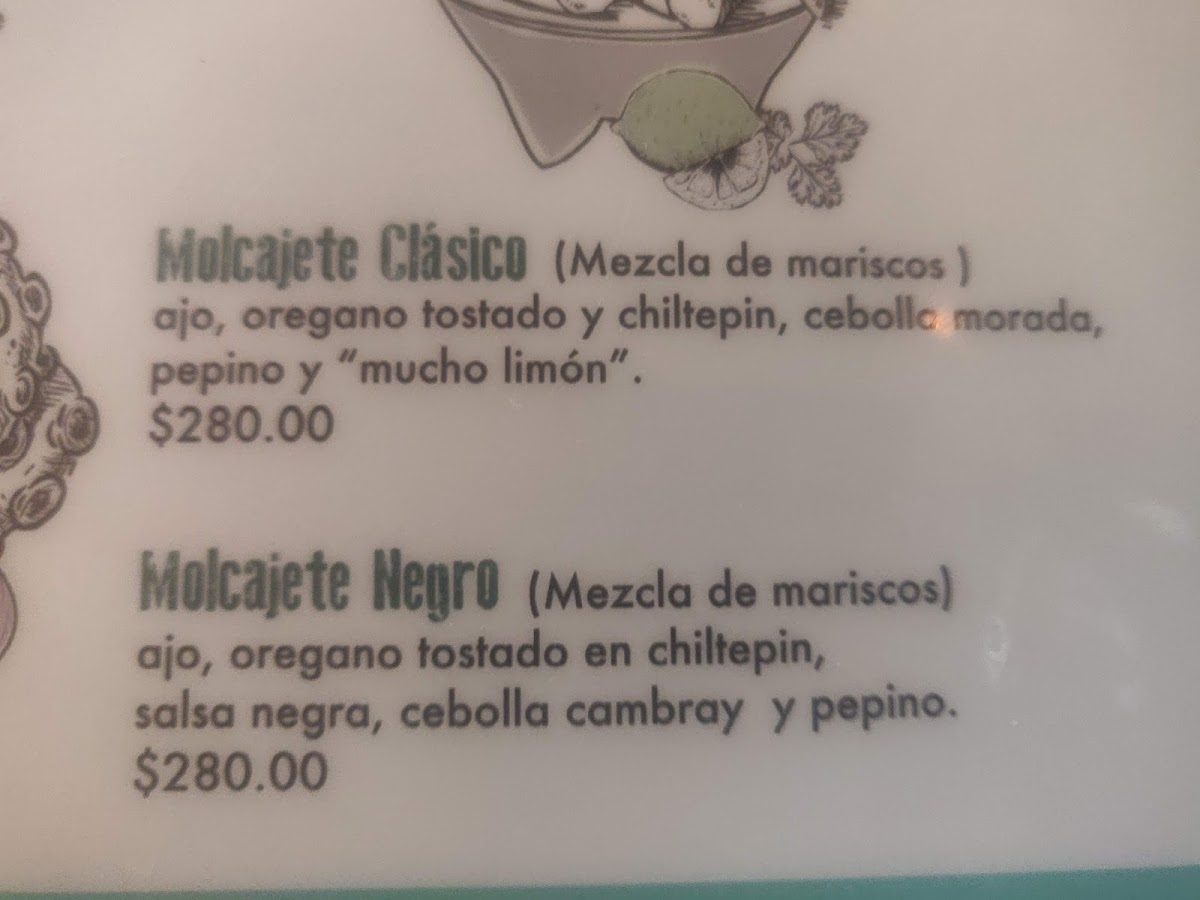 Molcajete Clásico (Mezcla de mariscos )
ajo, oregano tostado y chiltepin, cebolla morada,
pepino y "mucho limón".
$280.00
Molcajete Negro (Mezcla de mariscos)
ajo, oregano tostado en chiltepin,
salsa negra, cebolla cambray y pepino.
$280.00